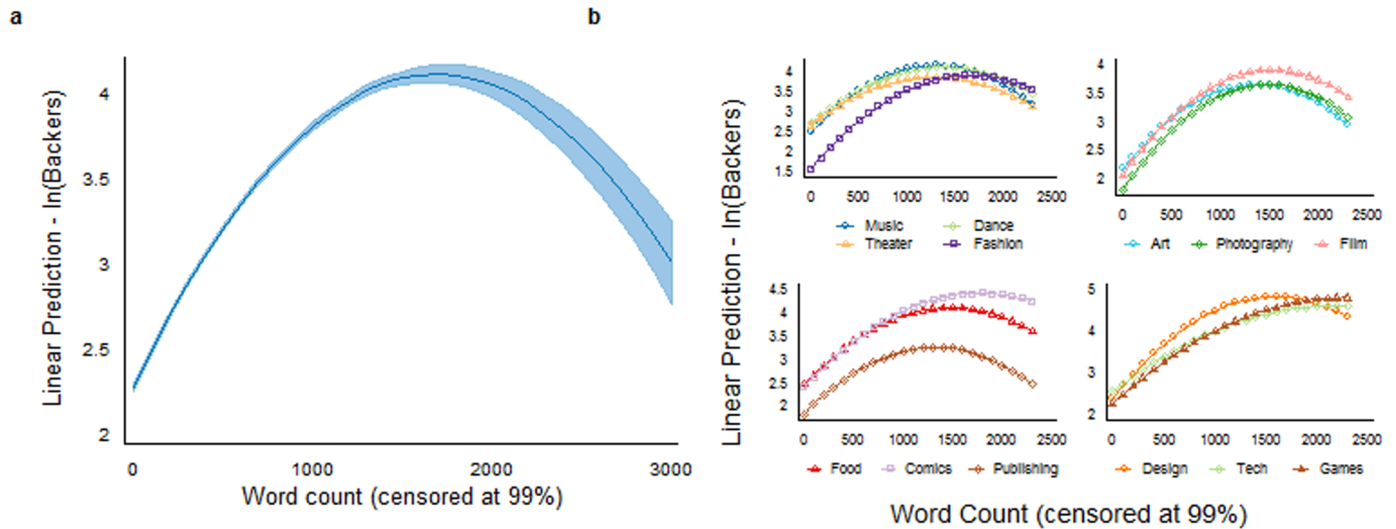 a
b
Linear Prediction - ln(Backers)
4
3.5
3
2.5
2
0 1000 2000 3000
Word count (censored at 99%)
Linear Prediction - ln(Backers)
4
3.5
3
2.5
2
1.5
0 500 1000 1500 2000 2500
Music Dance
Theater Fashion
4
3.5
3
2.5
2
0 500 1000 1500 2000 2500
Art Photography Film
4.5
4
3.5
3
2.5
2
0 500 1000 1500 2000 2500
Food Comics Publishing
5
4
3
2
0 500 1000 1500 2000 2500
Design Tech Games
Word Count (censored at 99%)